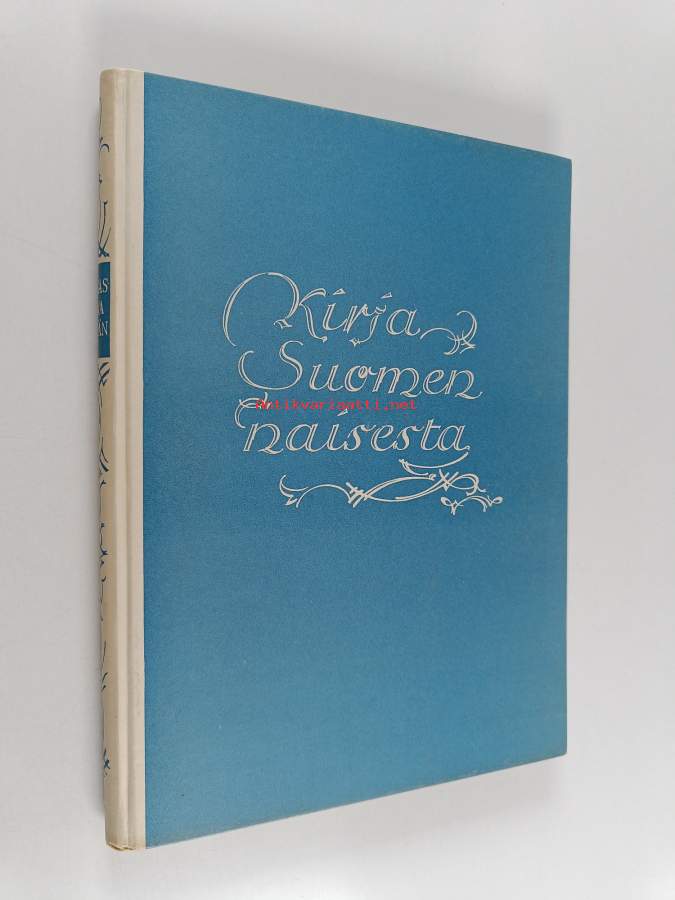 Kirja
Suomen
Antikvariaatti.net
naisesta